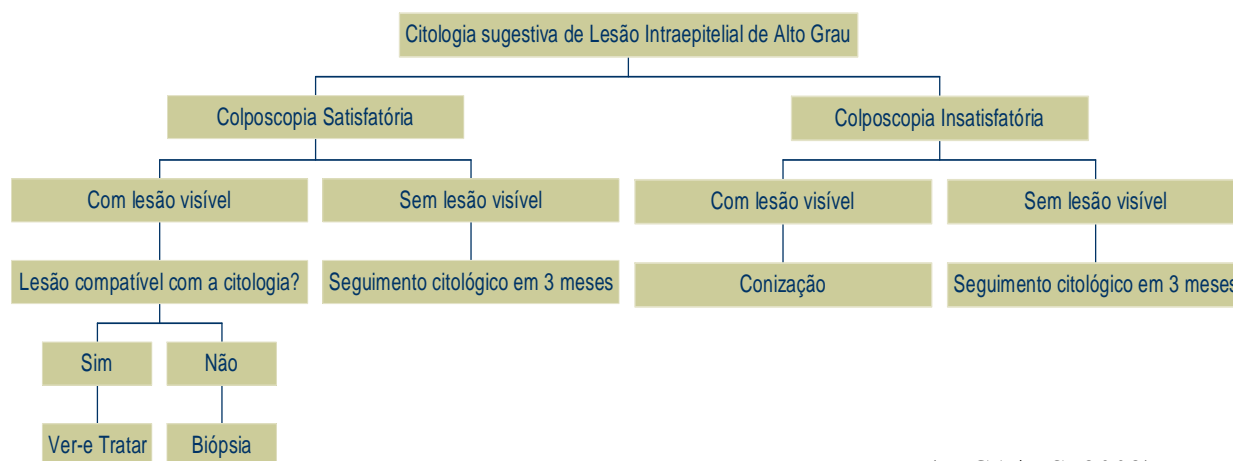 Citologia sugestiva de Lesão Intraepitelial de Alto Grau
Colposcopia Satisfatória
Colposcopia Insatisfatória
Com lesão visível
Sem lesão visível
Com lesão visível
Sem lesão visível
Lesão compatível com a citologia?
Seguimento citológico em 3 meses
Conização
Seguimento citológico em 3 meses
Sim
Não
Ver-e Tratar
Biópsia